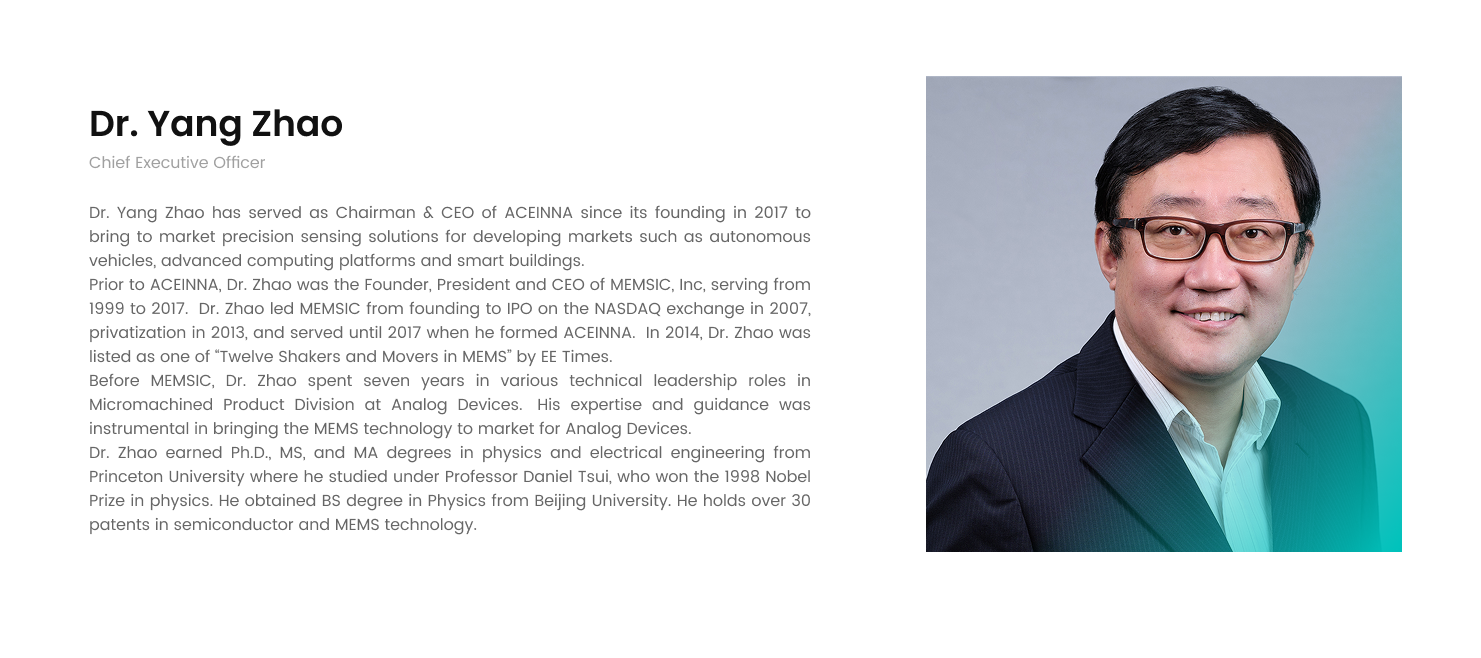 Dr. Yang Zhao
Chief Executive Officer
Dr. Yang Zhao has served as Chairman & CEO of ACEINNA since its founding in 2017 to
bring to market precision sensing solutions for developing markets such as autonomous
vehicles, advanced computing platforms and smart buildings.
Prior to ACEINNA, Dr. Zhao was the Founder, President and CEO of MEMSIC, Inc, serving from
1999 to 2017.  Dr. Zhao led MEMSIC from founding to IPO on the NASDAQ exchange in 2007,
privatization in 2013, and served until 2017 when he formed ACEINNA.  In 2014, Dr. Zhao was
listed as one of “Twelve Shakers and Movers in MEMS” by EE Times.
Before MEMSIC, Dr. Zhao spent seven years in various technical leadership roles in
Micromachined Product Division at Analog Devices.  His expertise and guidance was
instrumental in bringing the MEMS technology to market for Analog Devices.
Dr. Zhao earned Ph.D., MS, and MA degrees in physics and electrical engineering from
Princeton University where he studied under Professor Daniel Tsui, who won the 1998 Nobel
Prize in physics. He obtained BS degree in Physics from Beijing University. He holds over 30
patents in semiconductor and MEMS technology.